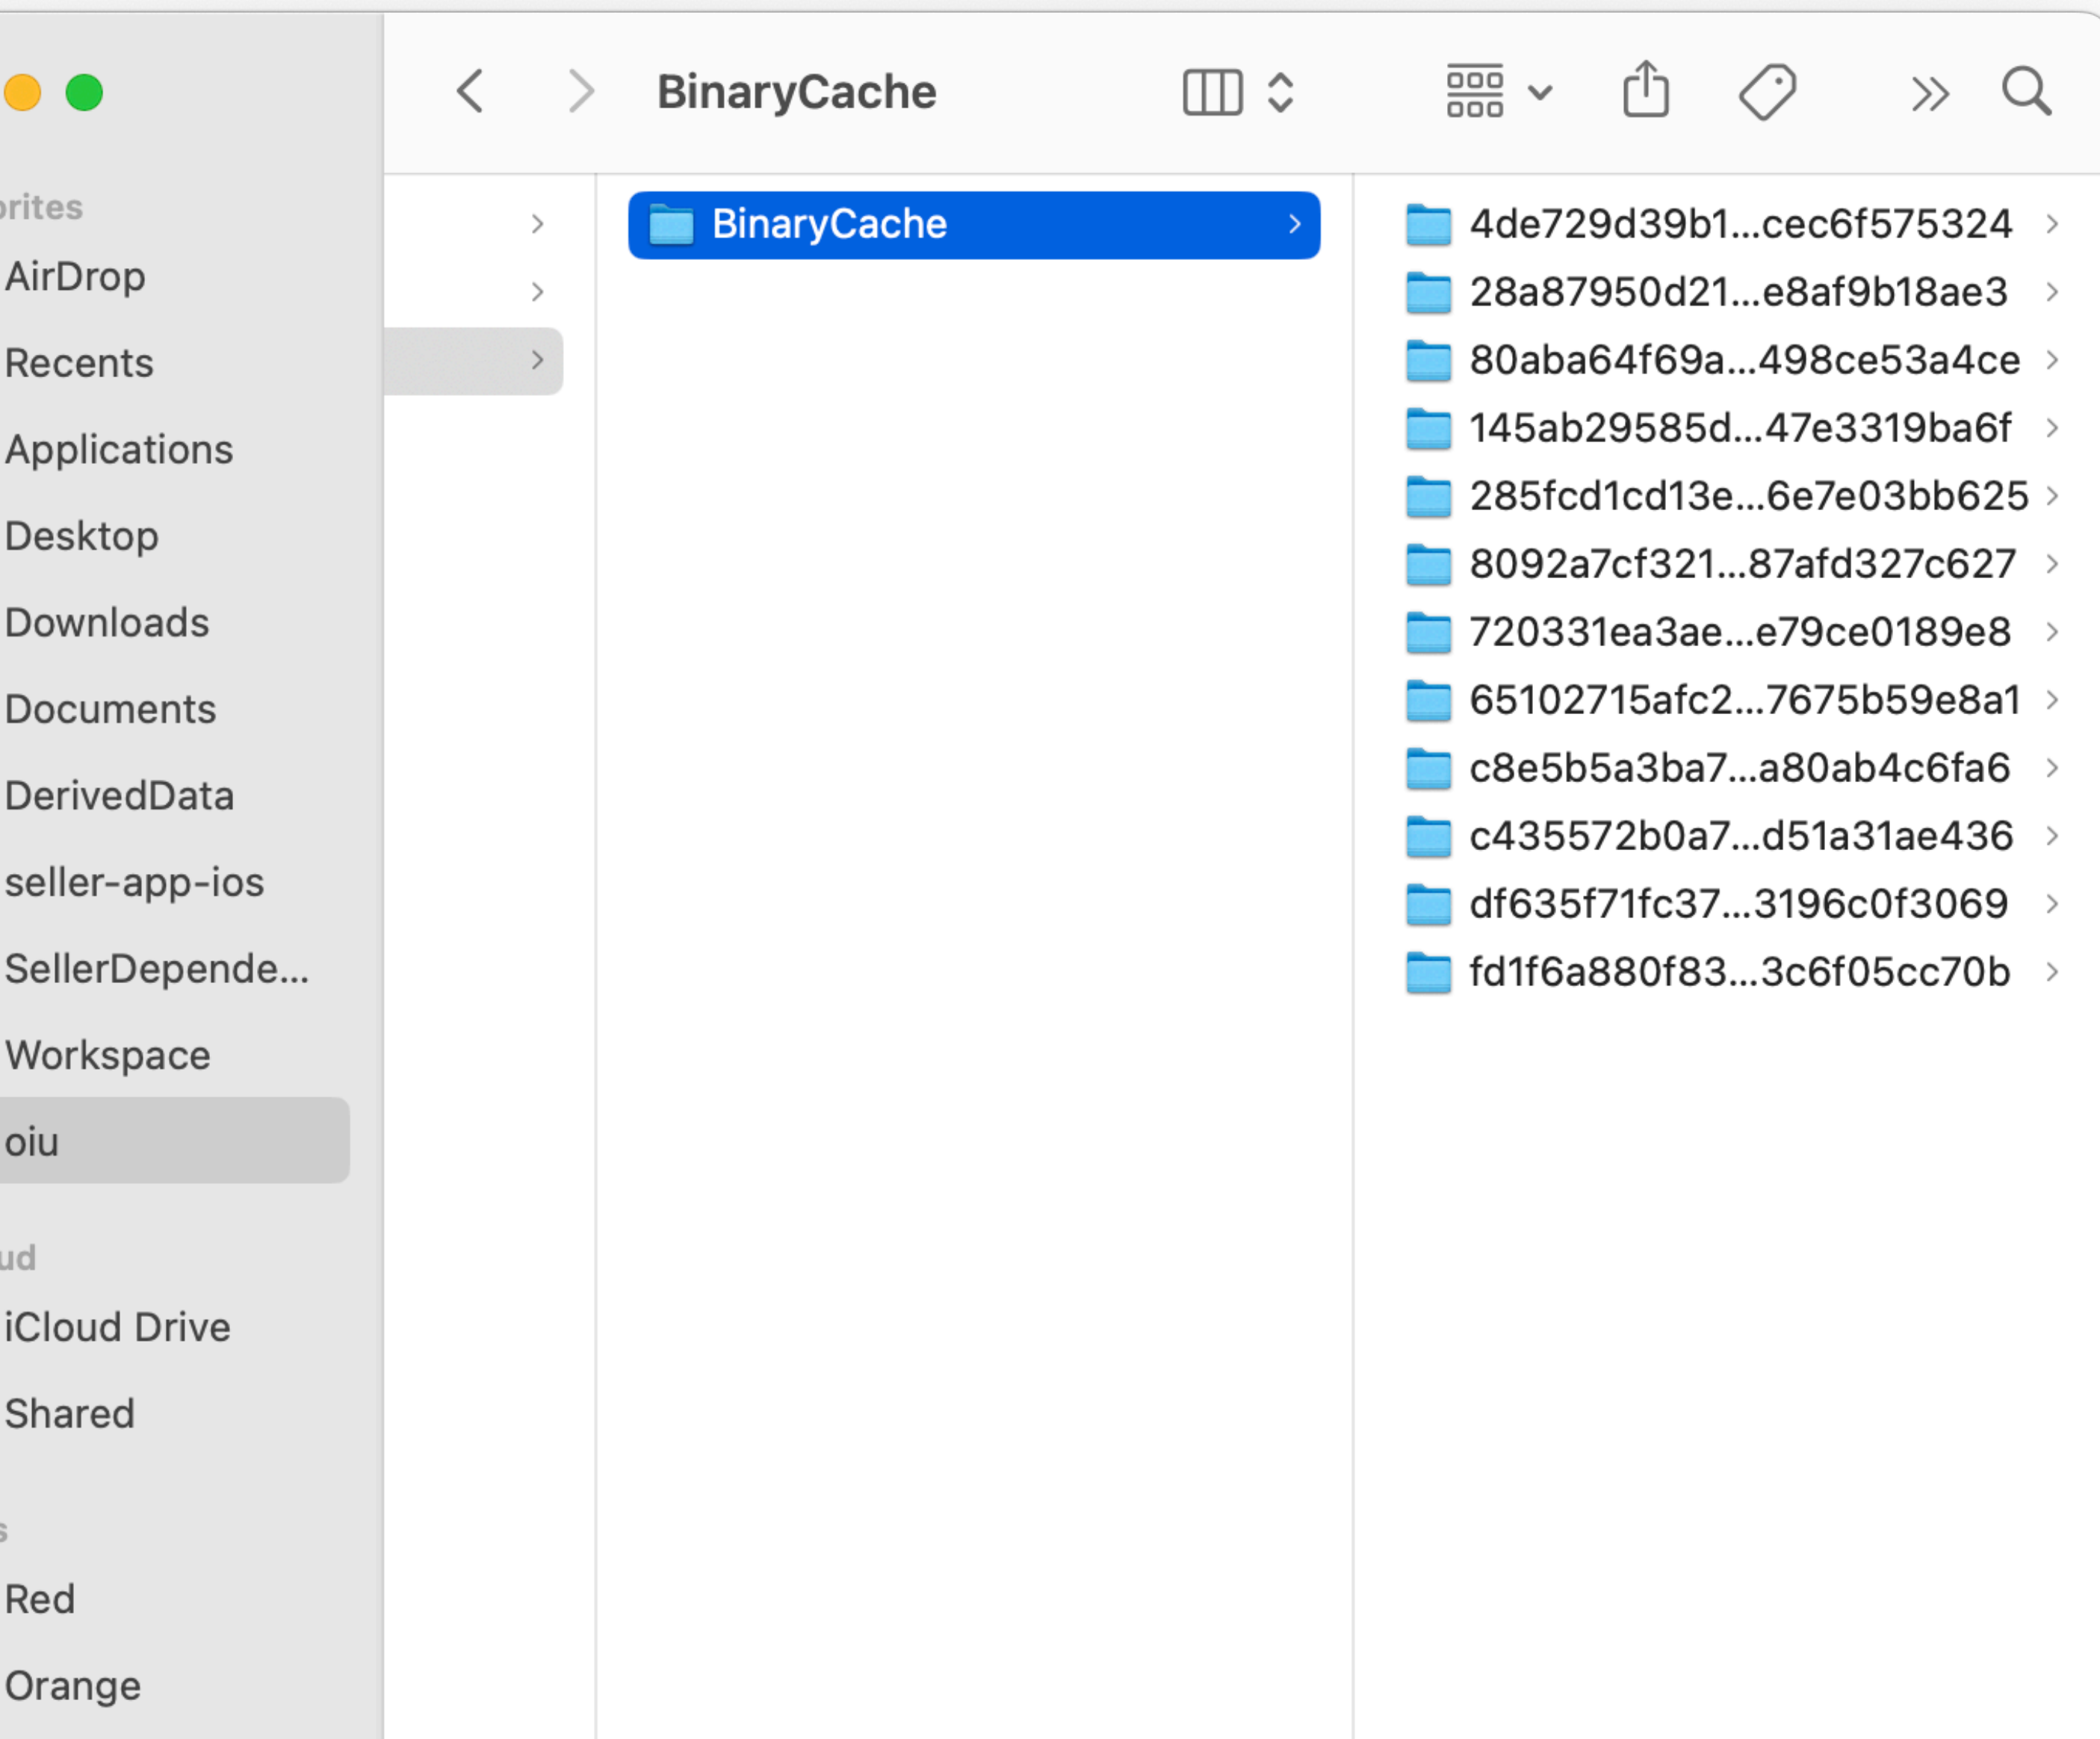 BinaryCache
orites
AirDrop
Recents
Applications
Desktop
Downloads
Documents
DerivedData
seller-app-ios
SellerDepende...
Workspace
oiu
ud
iCloud Drive
Shared
s
Red
Orange
BinaryCache
4de729d39b1...cec6f575324
28a87950d21...e8af9b18ae3
80aba64f69a...498ce53a4ce
145ab29585d...47e3319ba6f
285fcd1cd13e...6e7e03bb625
8092a7cf321...87afd327c627
720331ea3ae...e79ce0189e8
65102715afc2...7675b59e8a1
c8e5b5a3ba7...a80ab4c6fa6
c435572b0a7...d51a31ae436
df635f71fc37...3196c0f3069
fd1f6a880f83...3c6f05cc70b